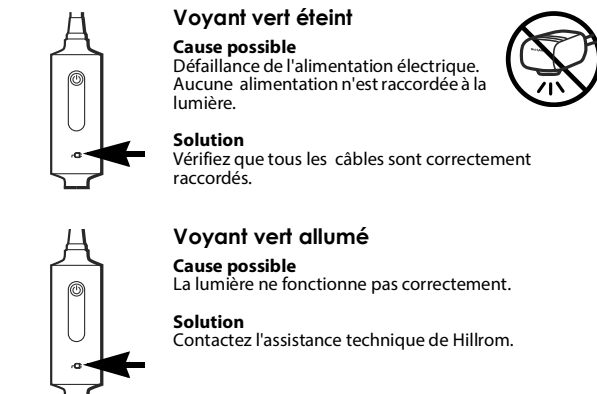 Voyant vert éteint
Cause possible
Défaillance de l'alimentation électrique.
Aucune alimentation n'est raccordée à la
lumière.
Solution
Vérifiez que tous les câbles sont correctement
raccordés.
Voyant vert allumé
Cause possible
La lumière ne fonctionne pas correctement.
Solution
Contactez l'assistance technique de Hillrom.